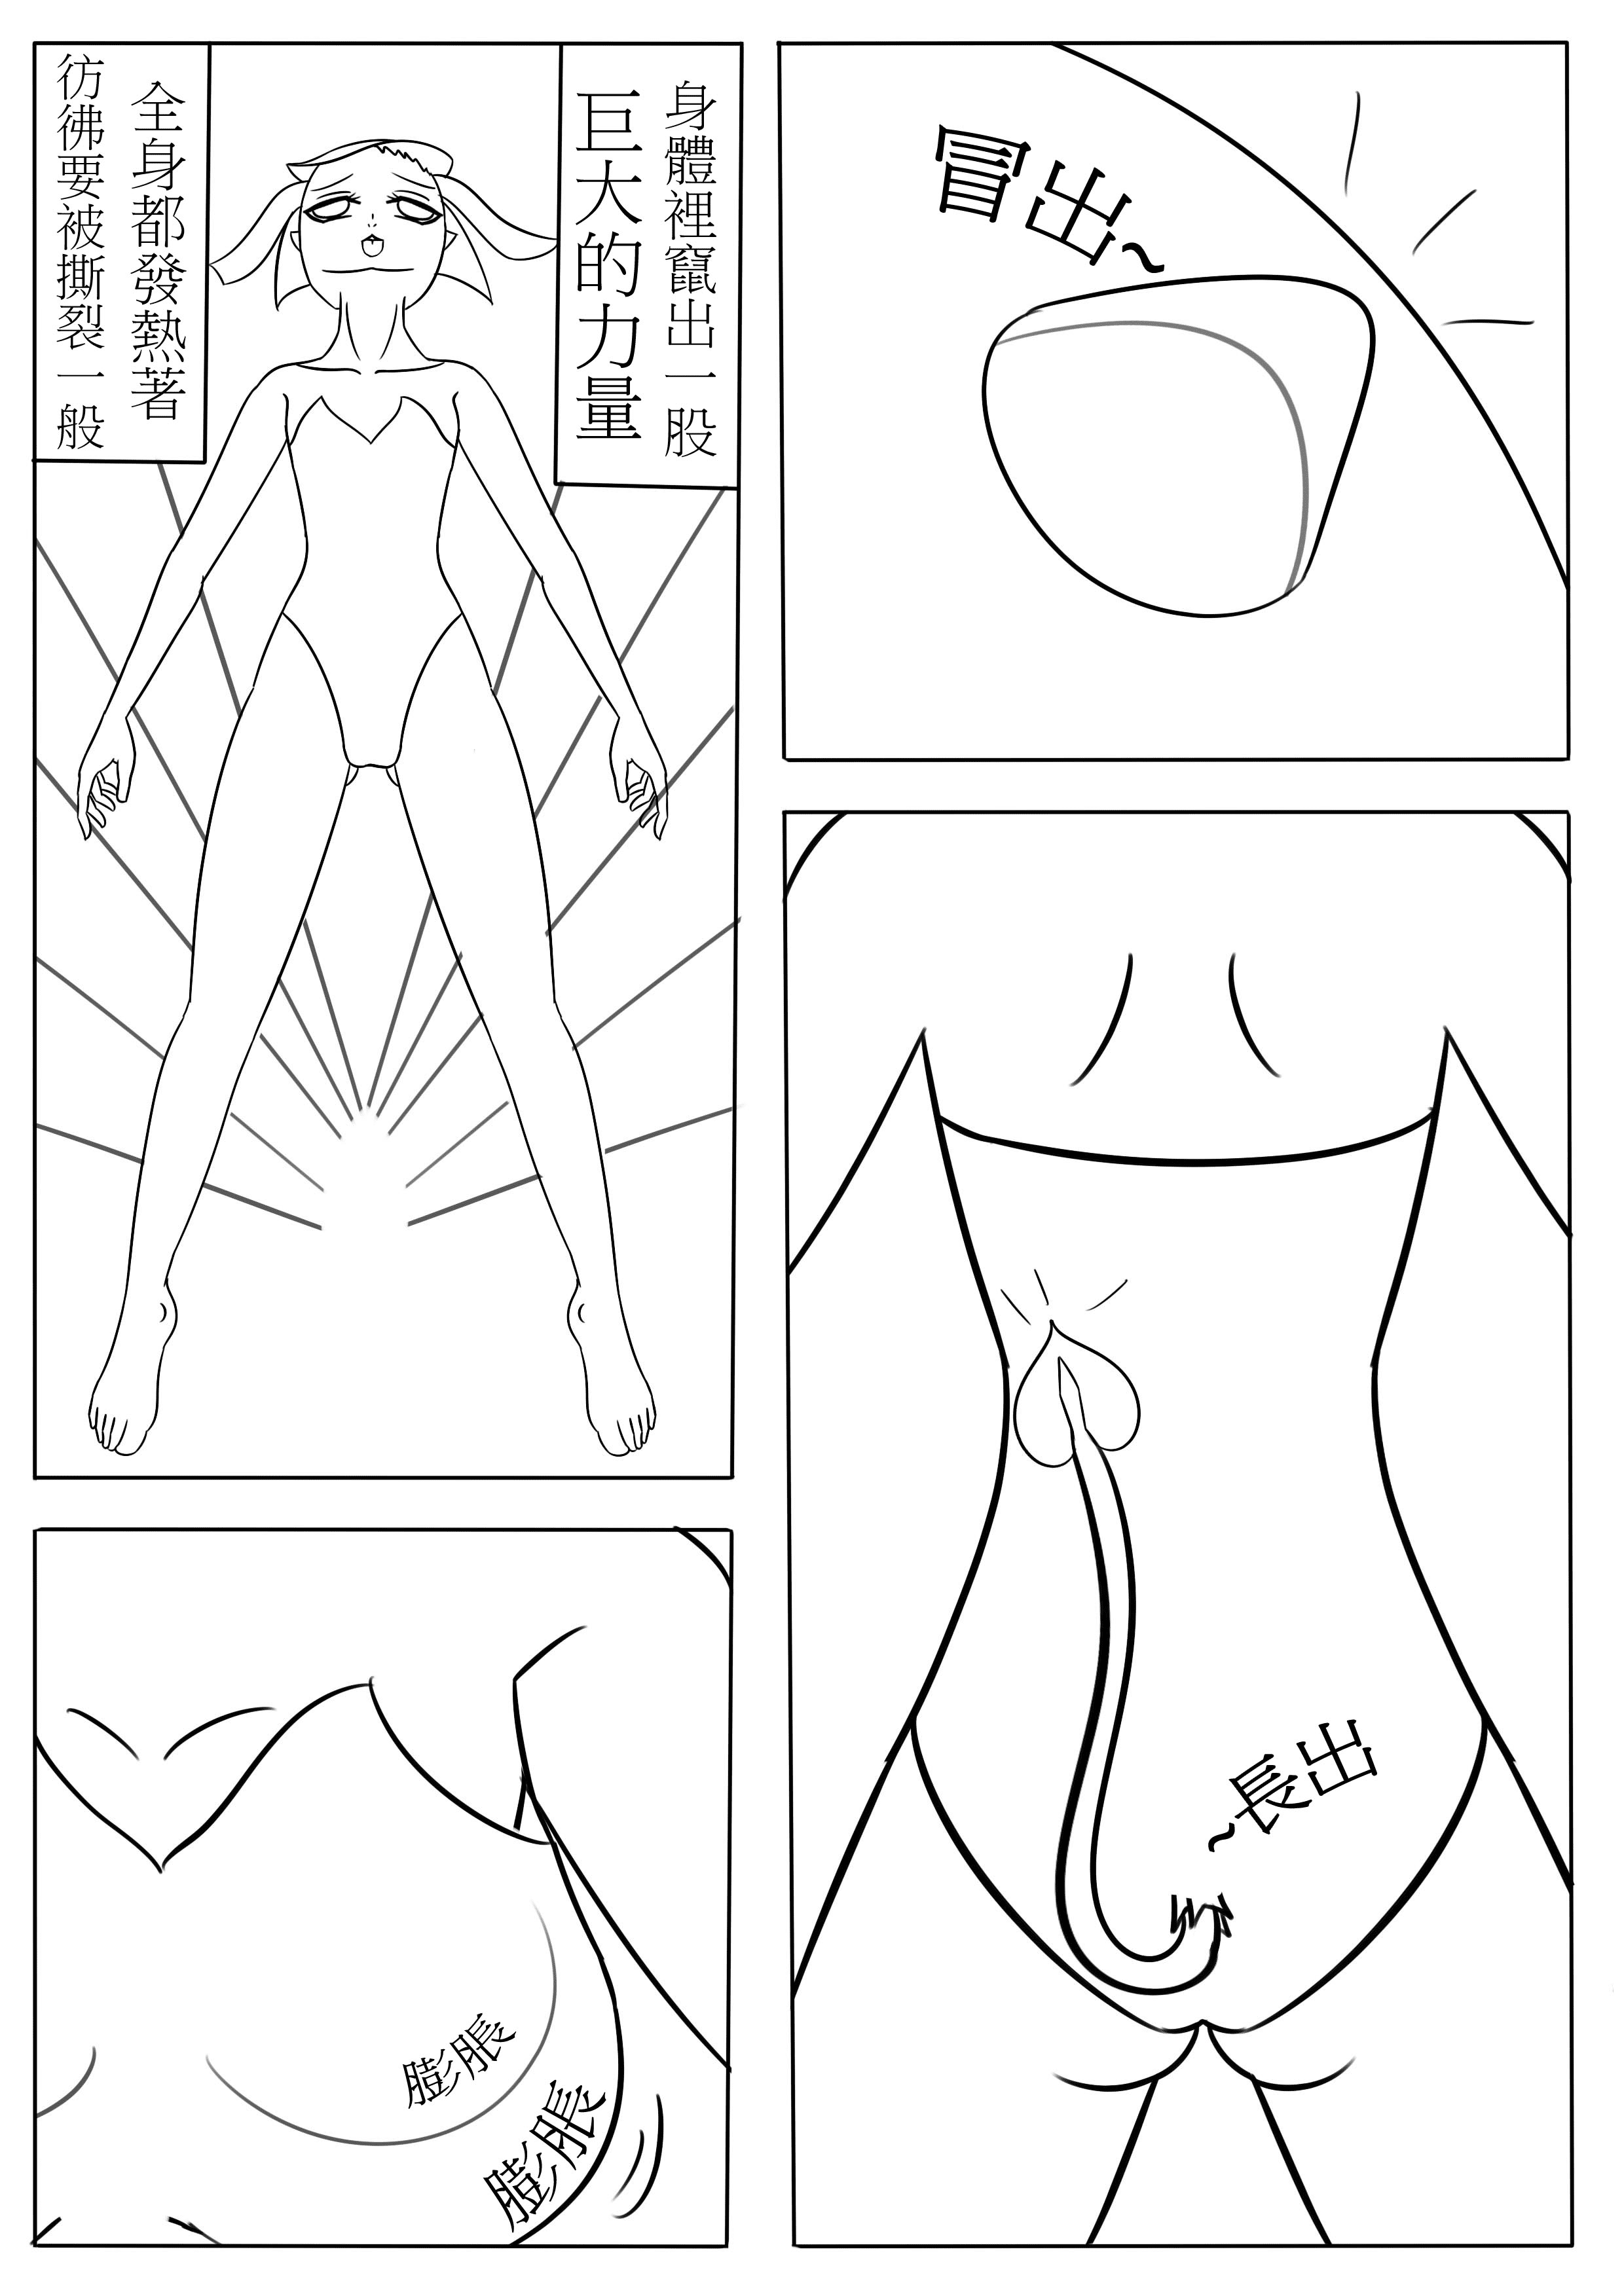 冒出~
~長出
身體裡竄出一股
巨大的力量
全身都發熱著
彷彿要被撕裂一般
膨脹
膨脹